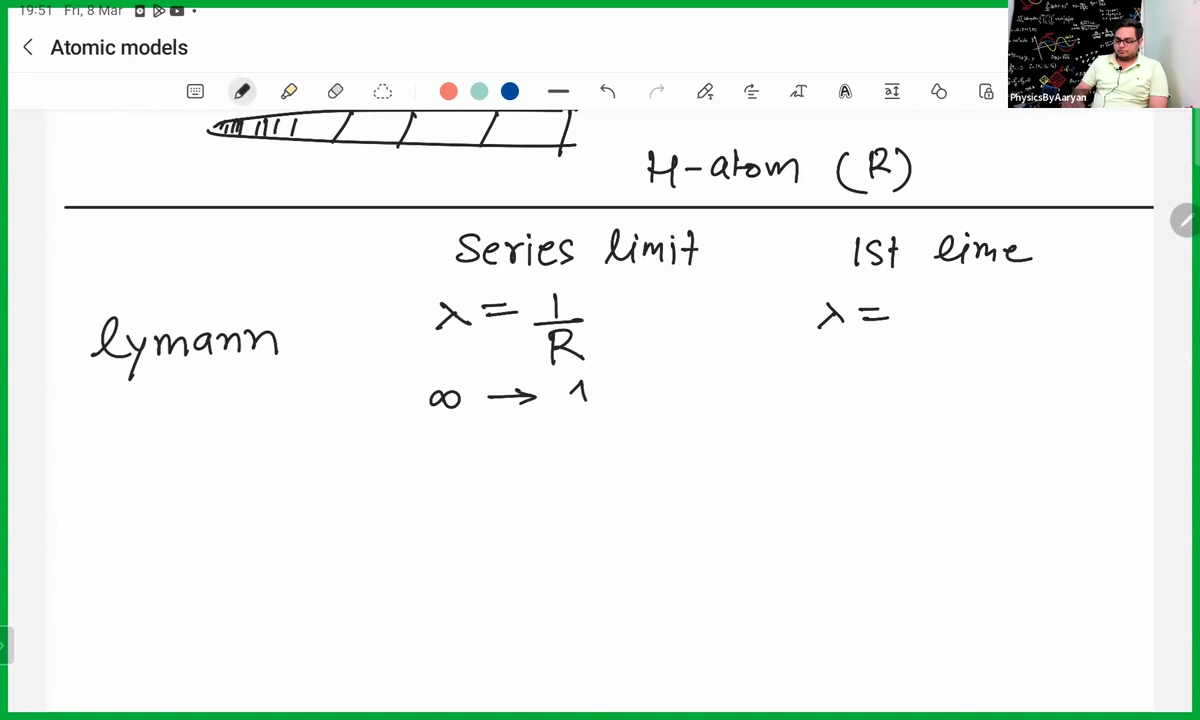 19:51 Fri, 8 Mar
Atomic models
PhysicsByAaryan
H-atom (R)
Series limit 1st line
lymann λ = 1/R λ =
∞ → 1